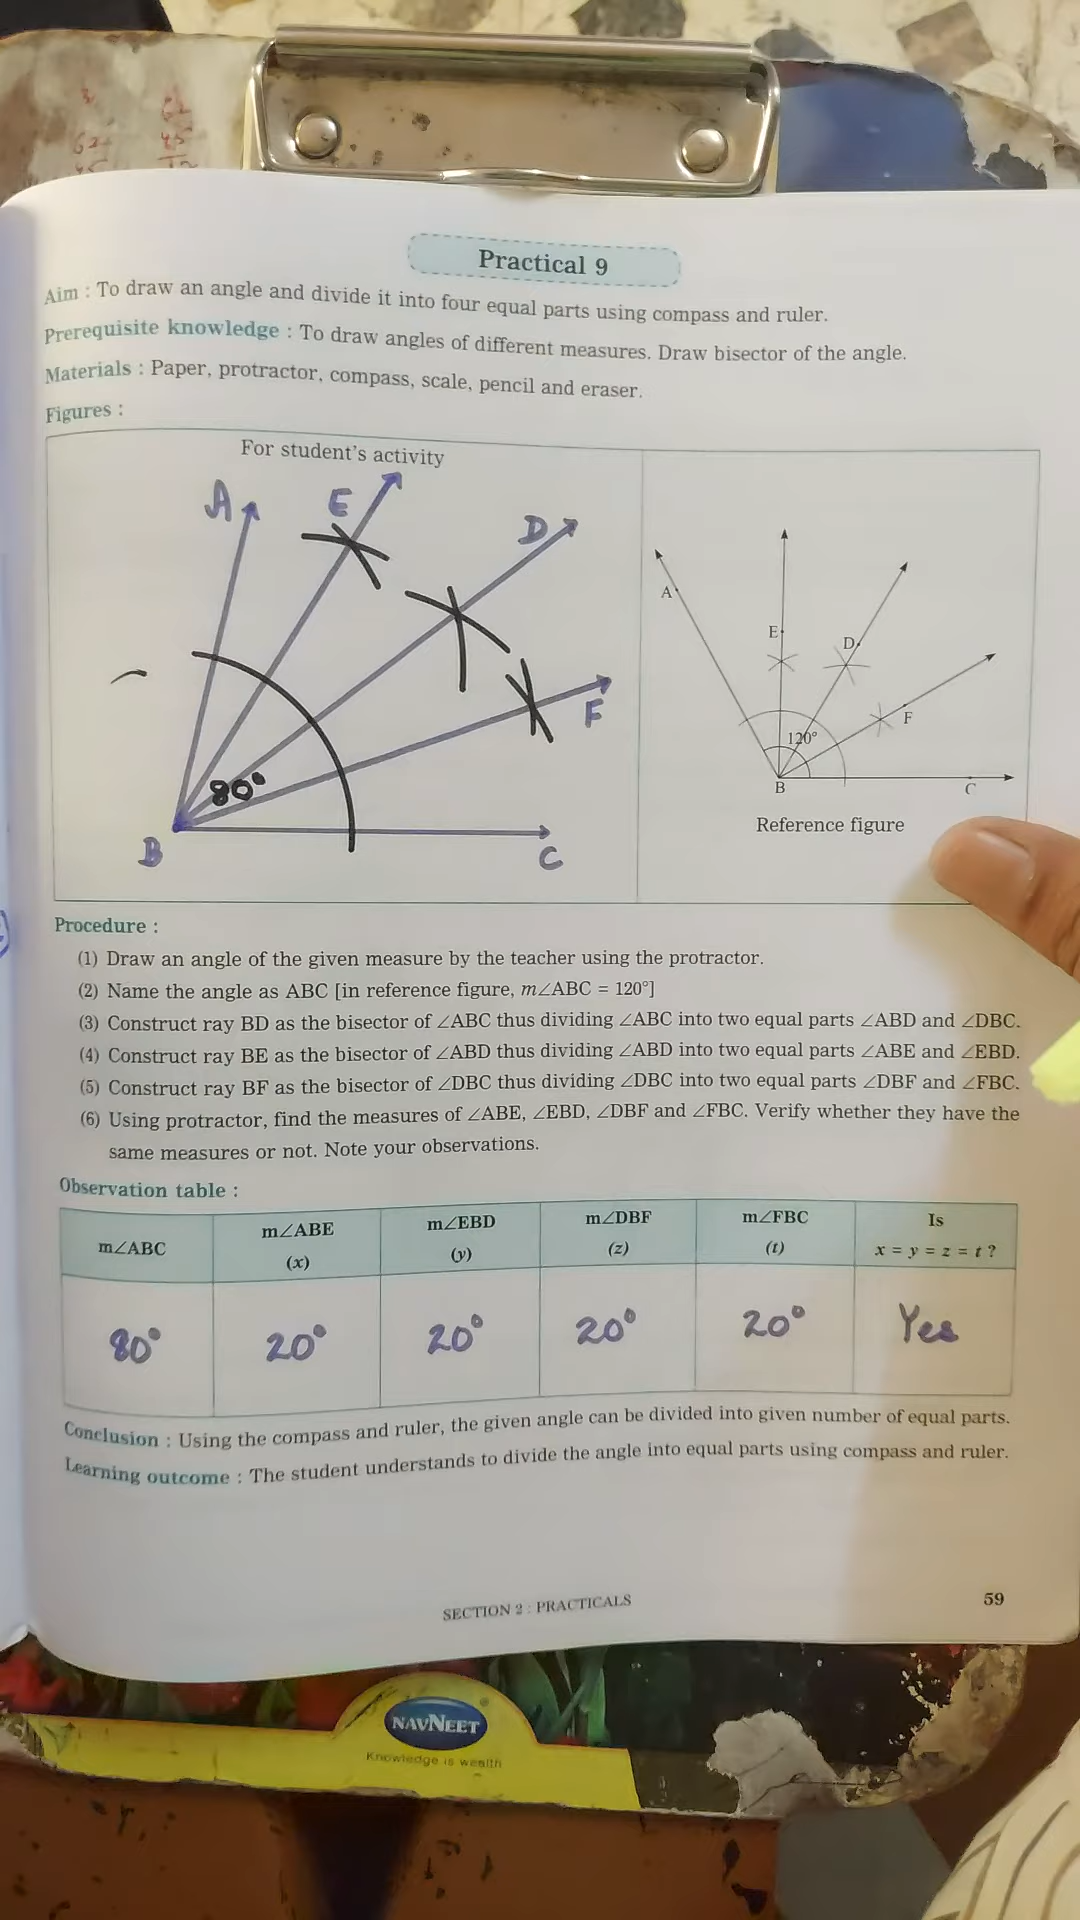 Practical 9
Aim : To draw an angle and divide it into four equal parts using compass and ruler.
Prerequisite knowledge : To draw angles of different measures. Draw bisector of the angle.
Materials : Paper, protractor, compass, scale, pencil and eraser.
Figures :
For student's activity
A
E
D
F
80°
B
C
A
E
D
F
120°
B
C
Reference figure
Procedure :
(1) Draw an angle of the given measure by the teacher using the protractor.
(2) Name the angle as ABC [in reference figure, m∠ABC = 120°]
(3) Construct ray BD as the bisector of ∠ABC thus dividing ∠ABC into two equal parts ∠ABD and ∠DBC.
(4) Construct ray BE as the bisector of ∠ABD thus dividing ∠ABD into two equal parts ∠ABE and ∠EBD.
(5) Construct ray BF as the bisector of ∠DBC thus dividing ∠DBC into two equal parts ∠DBF and ∠FBC.
(6) Using protractor, find the measures of ∠ABE, ∠EBD, ∠DBF and ∠FBC. Verify whether they have the
same measures or not. Note your observations.
Observation table :
m∠ABC m∠ABE (x) m∠EBD (y) m∠DBF (z) m∠FBC (t) Is x = y = z = t ?
80° 20° 20° 20° 20° Yes
Conclusion : Using the compass and ruler, the given angle can be divided into given number of equal parts.
Learning outcome : The student understands to divide the angle into equal parts using compass and ruler.
SECTION 2 : PRACTICALS
59
NAVNEET
Knowledge is wealth